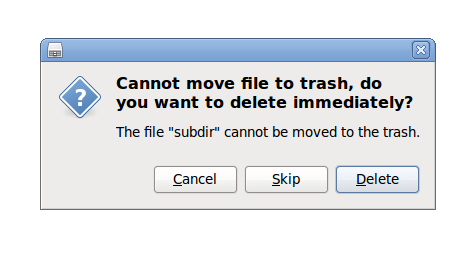 Cannot move file to trash, do
you want to delete immediately?
The file "subdir" cannot be moved to the trash.
Cancel
Skip
Delete